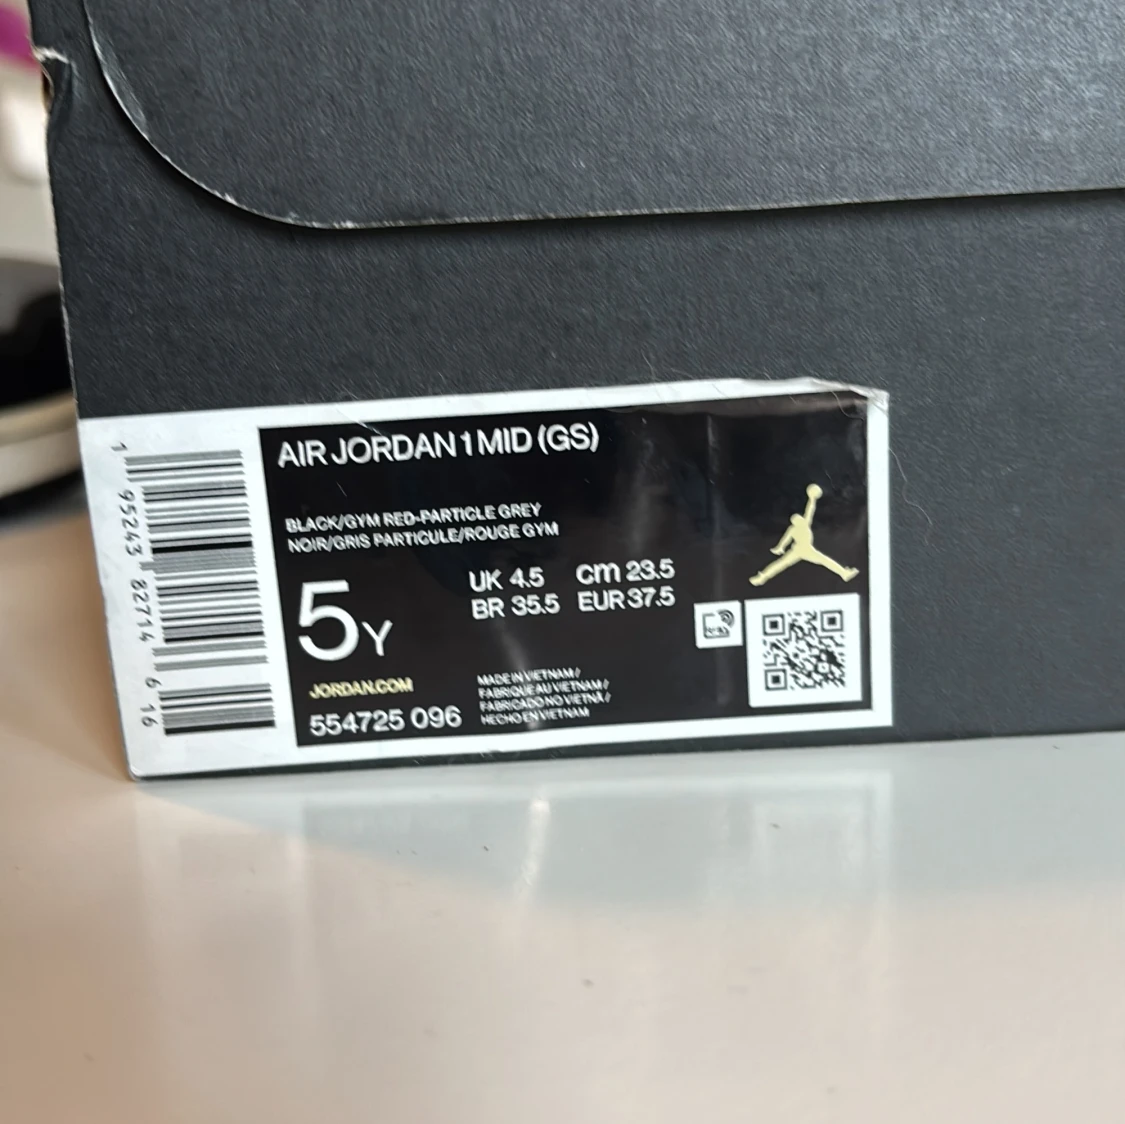 AIR JORDAN 1 MID (GS)
BLACK/GYM RED-PARTICLE GREY
NOIR/GRIS PARTICULE/ROUGE GYM
5Y
UK 4.5 cm 23.5
BR 35.5 EUR 37.5
JORDAN.COM
554725 096
MADE IN VIETNAM /
FABRIQUE AU VIETNAM /
FABRICADO NO VIETNÃ /
HECHO EN VIETNAM
1 95243 82714 6 16